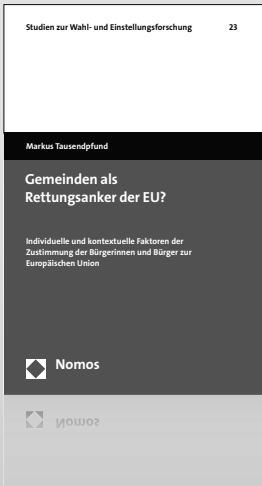 Studien zur Wahl- und Einstellungsforschung 23
Markus Tausendpfund
Gemeinden als
Rettungsanker der EU?
Individuelle und kontextuelle Faktoren der
Zustimmung der Bürgerinnen und Bürger zur
Europäischen Union
Nomos
Nomos